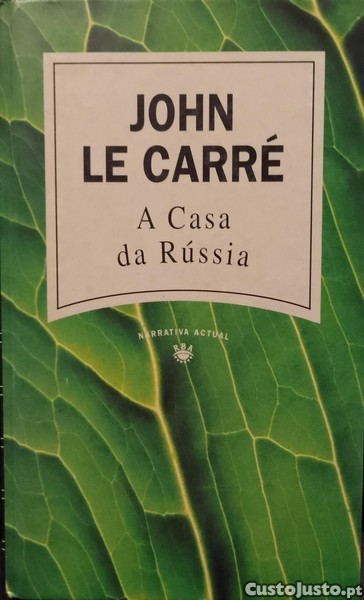 JOHN
LE CARRÉ
A Casa
da Rússia
NARRATIVA ACTUAL
RBA
CustoJusto.pt